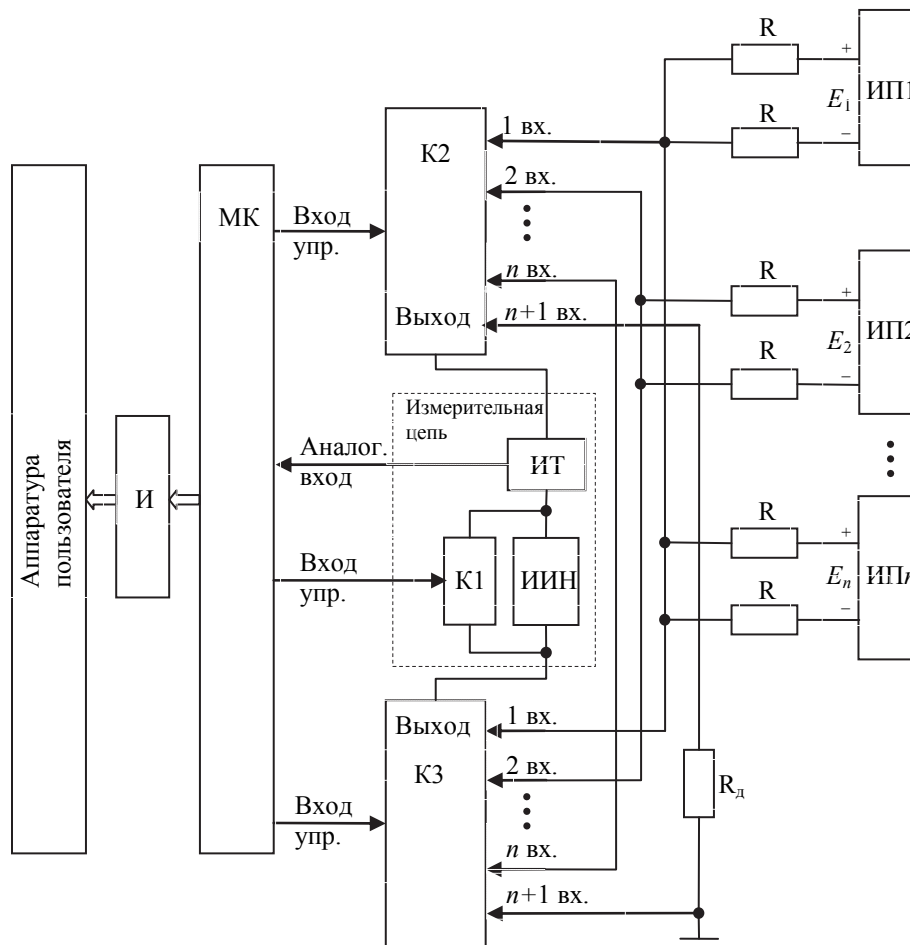 R
+
E1
ИП1
R
−
1 вх.
К2
2 вх.
МК
Вход
упр.
n вх.
Выход
n+1 вх.
R
+
E2
ИП2
R
−
Измерительная
цепь
Аналог.
вход
ИТ
Аппаратура
пользователя
И
Вход
упр.
К1
ИИН
R
+
En
ИПn
R
−
Выход
1 вх.
К3
2 вх.
Rд
Вход
упр.
n вх.
n+1 вх.